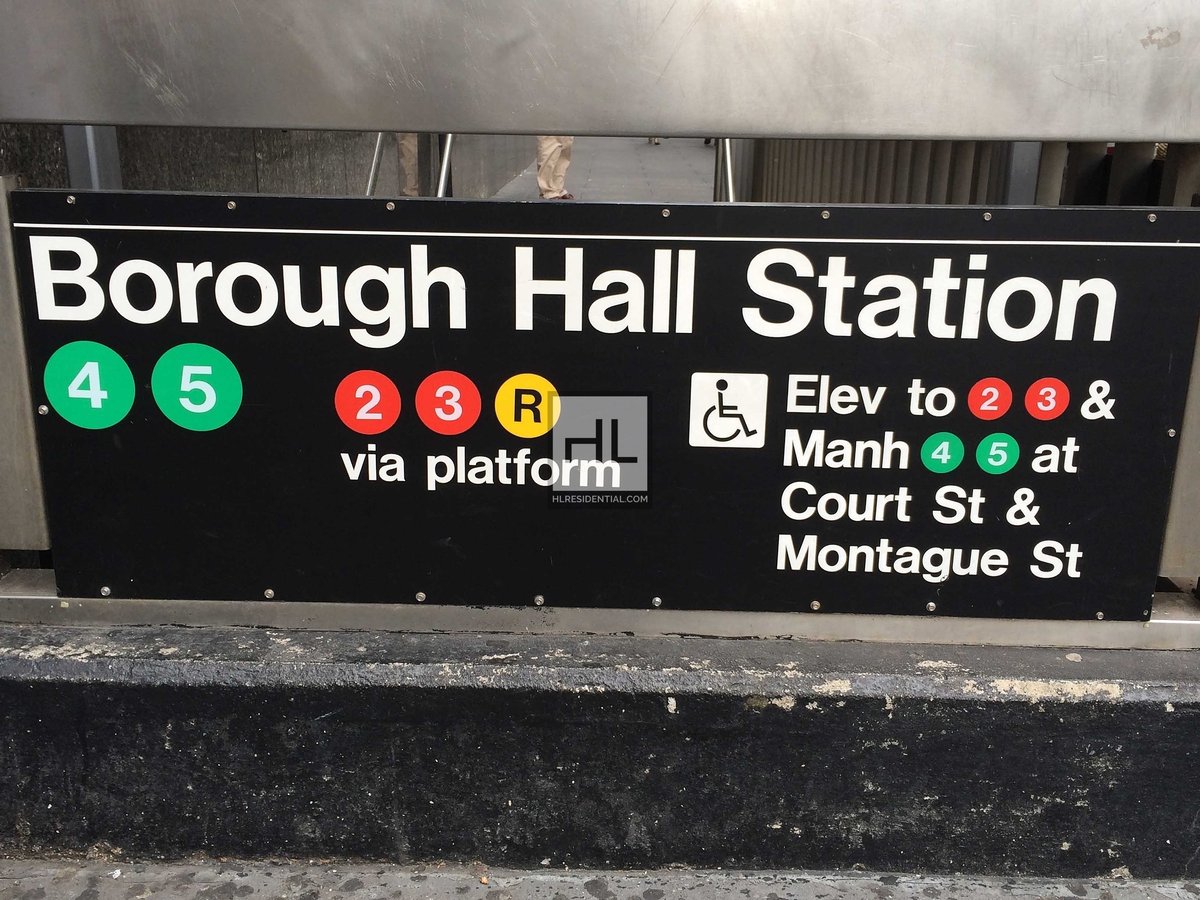 Borough Hall Station
4 5
2 3 R
via platform
Elev to 2 3 &
Manh 4 5 at
Court St &
Montague St
HL
HLRESIDENTIAL.COM